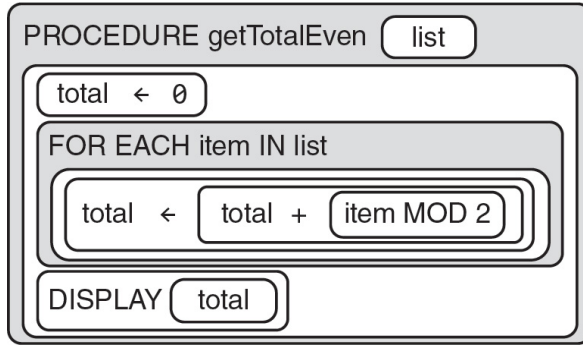 PROCEDURE getTotalEven list
total ← 0
FOR EACH item IN list
total ← total + item MOD 2
DISPLAY total